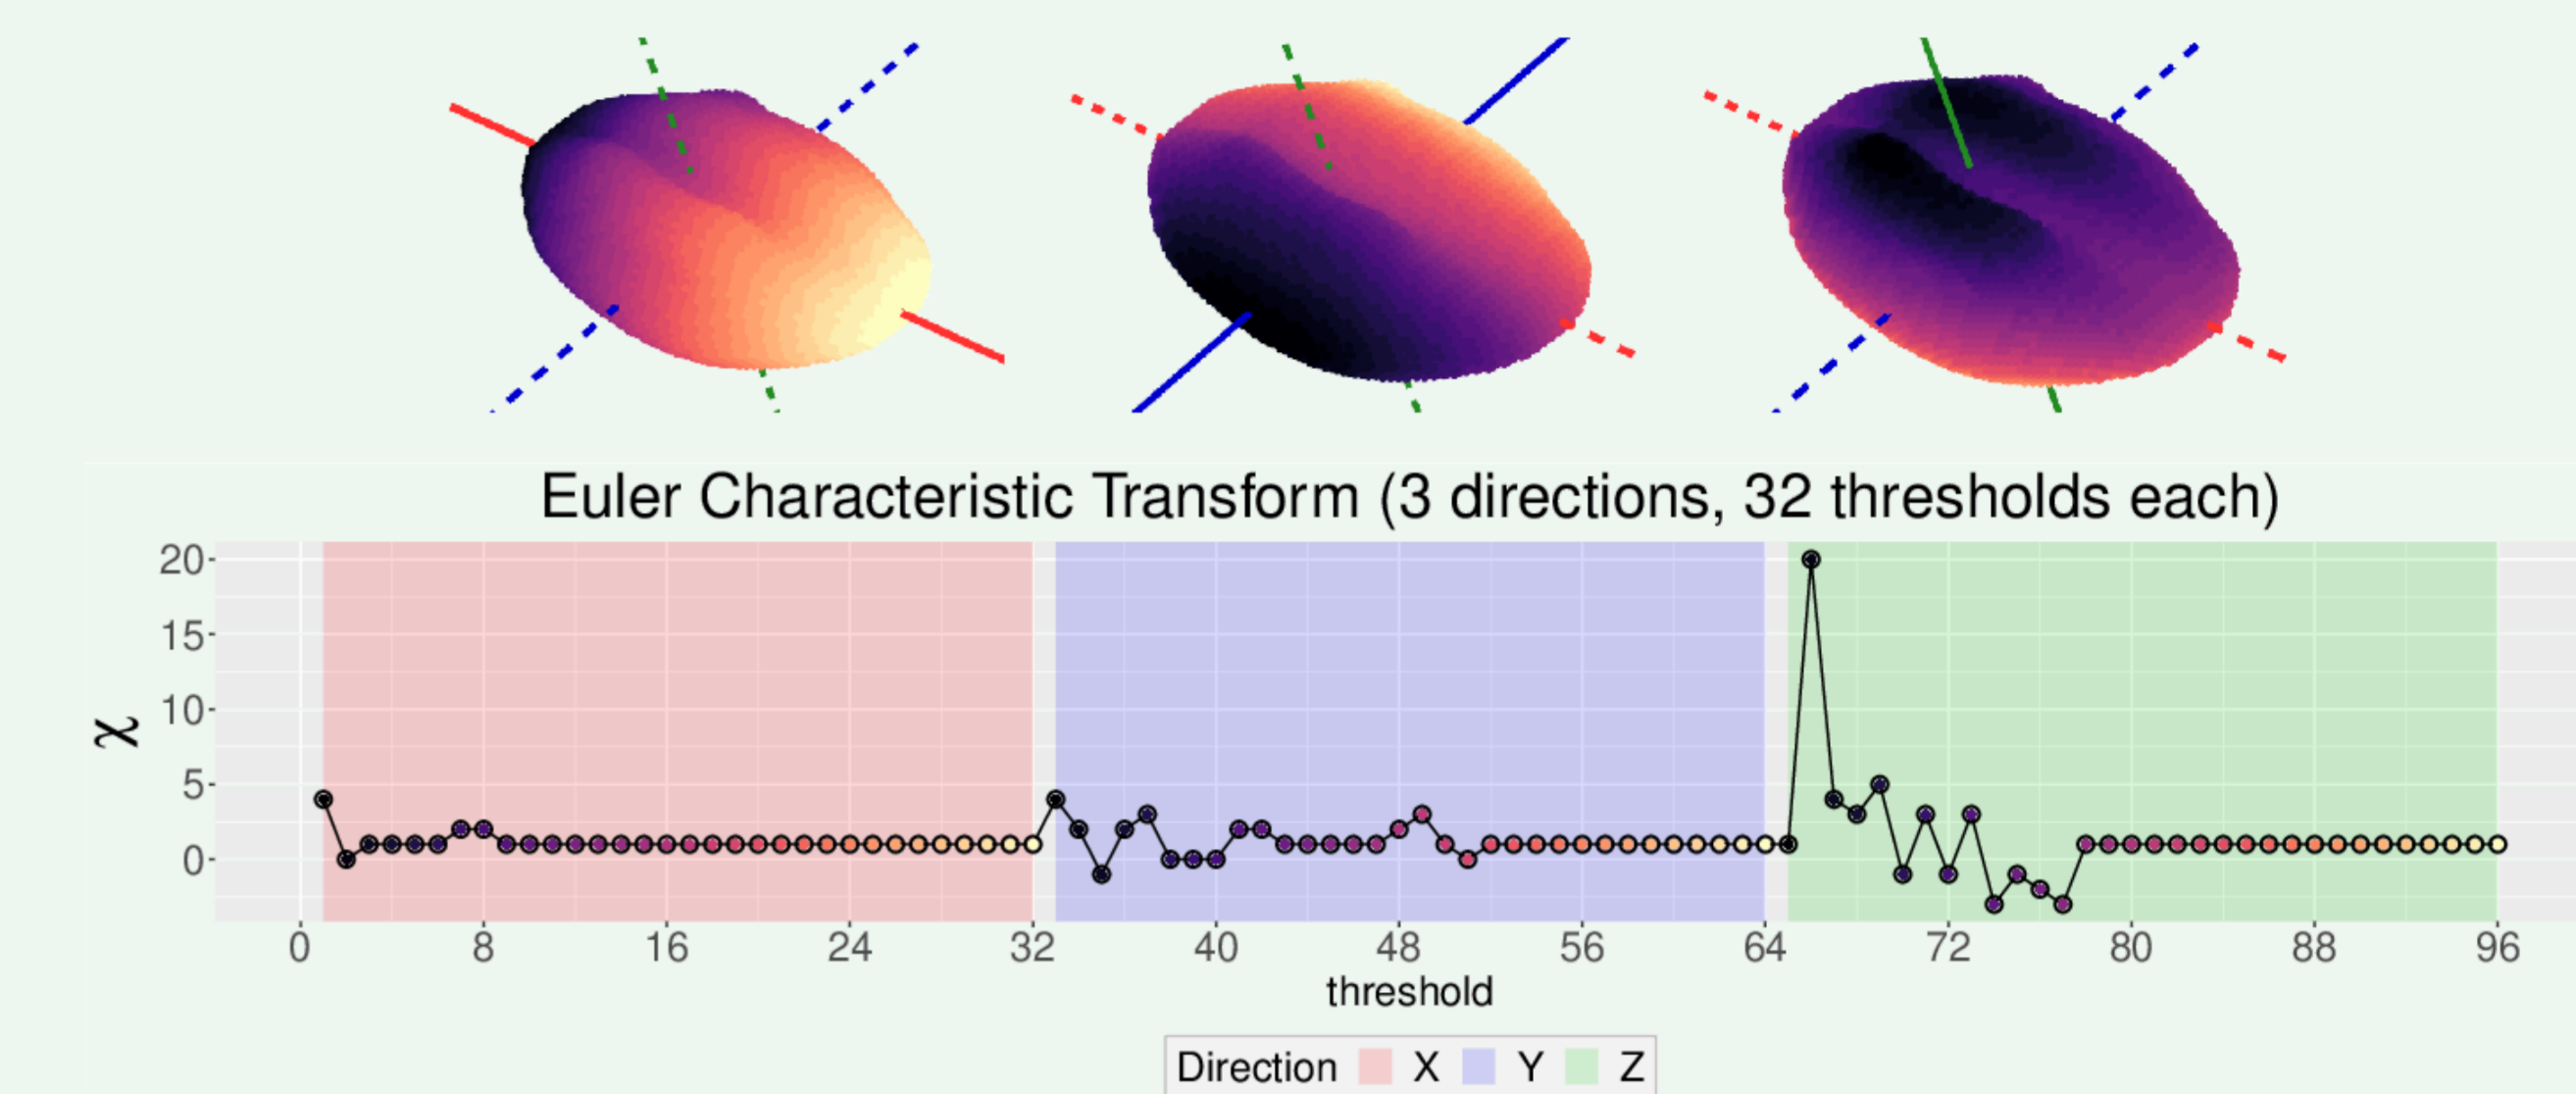 Euler Characteristic Transform (3 directions, 32 thresholds each)
20
15
10
5
0
χ
0 8 16 24 32 40 48 56 64 72 80 88 96
threshold
Direction X Y Z